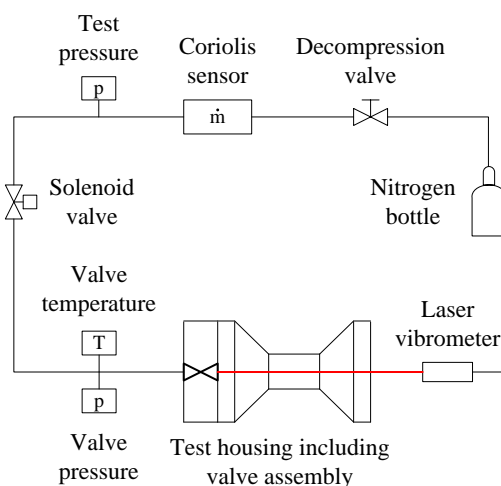 Test
pressure
p
Coriolis
sensor
ṁ
Decompression
valve
Nitrogen
bottle
Solenoid
valve
Valve
temperature
T
p
Valve
pressure
Laser
vibrometer
Test housing including
valve assembly